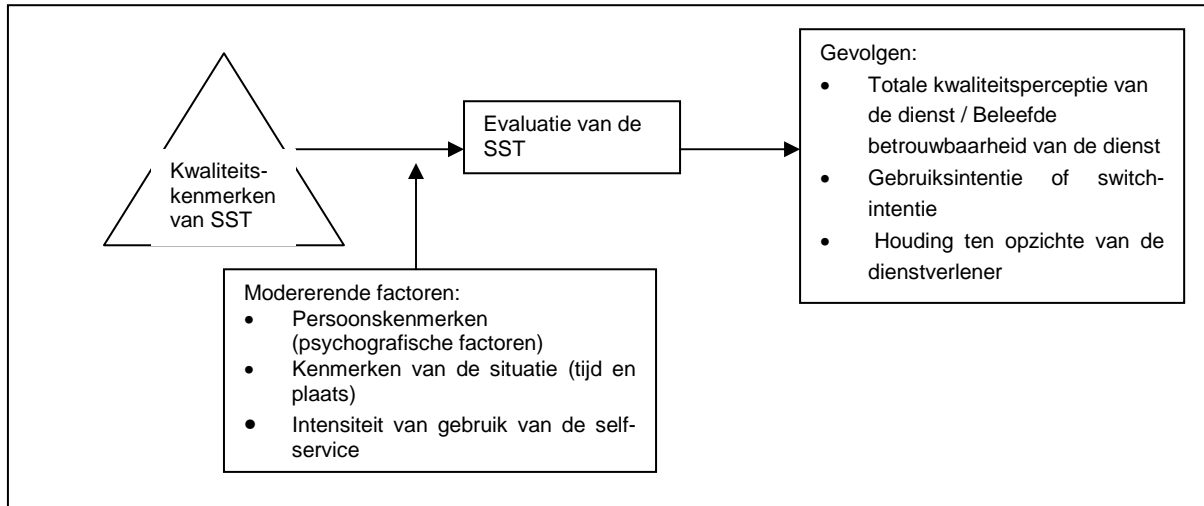 Kwaliteits-
kenmerken
van SST
Evaluatie van de
SST
Gevolgen:
• Totale kwaliteitsperceptie van
de dienst / Beleefde
betrouwbaarheid van de dienst
• Gebruiksintentie of switch-
intentie
• Houding ten opzichte van de
dienstverlener
Modererende factoren:
• Persoonskenmerken
(psychografische factoren)
• Kenmerken van de situatie (tijd en
plaats)
• Intensiteit van gebruik van de self-
service